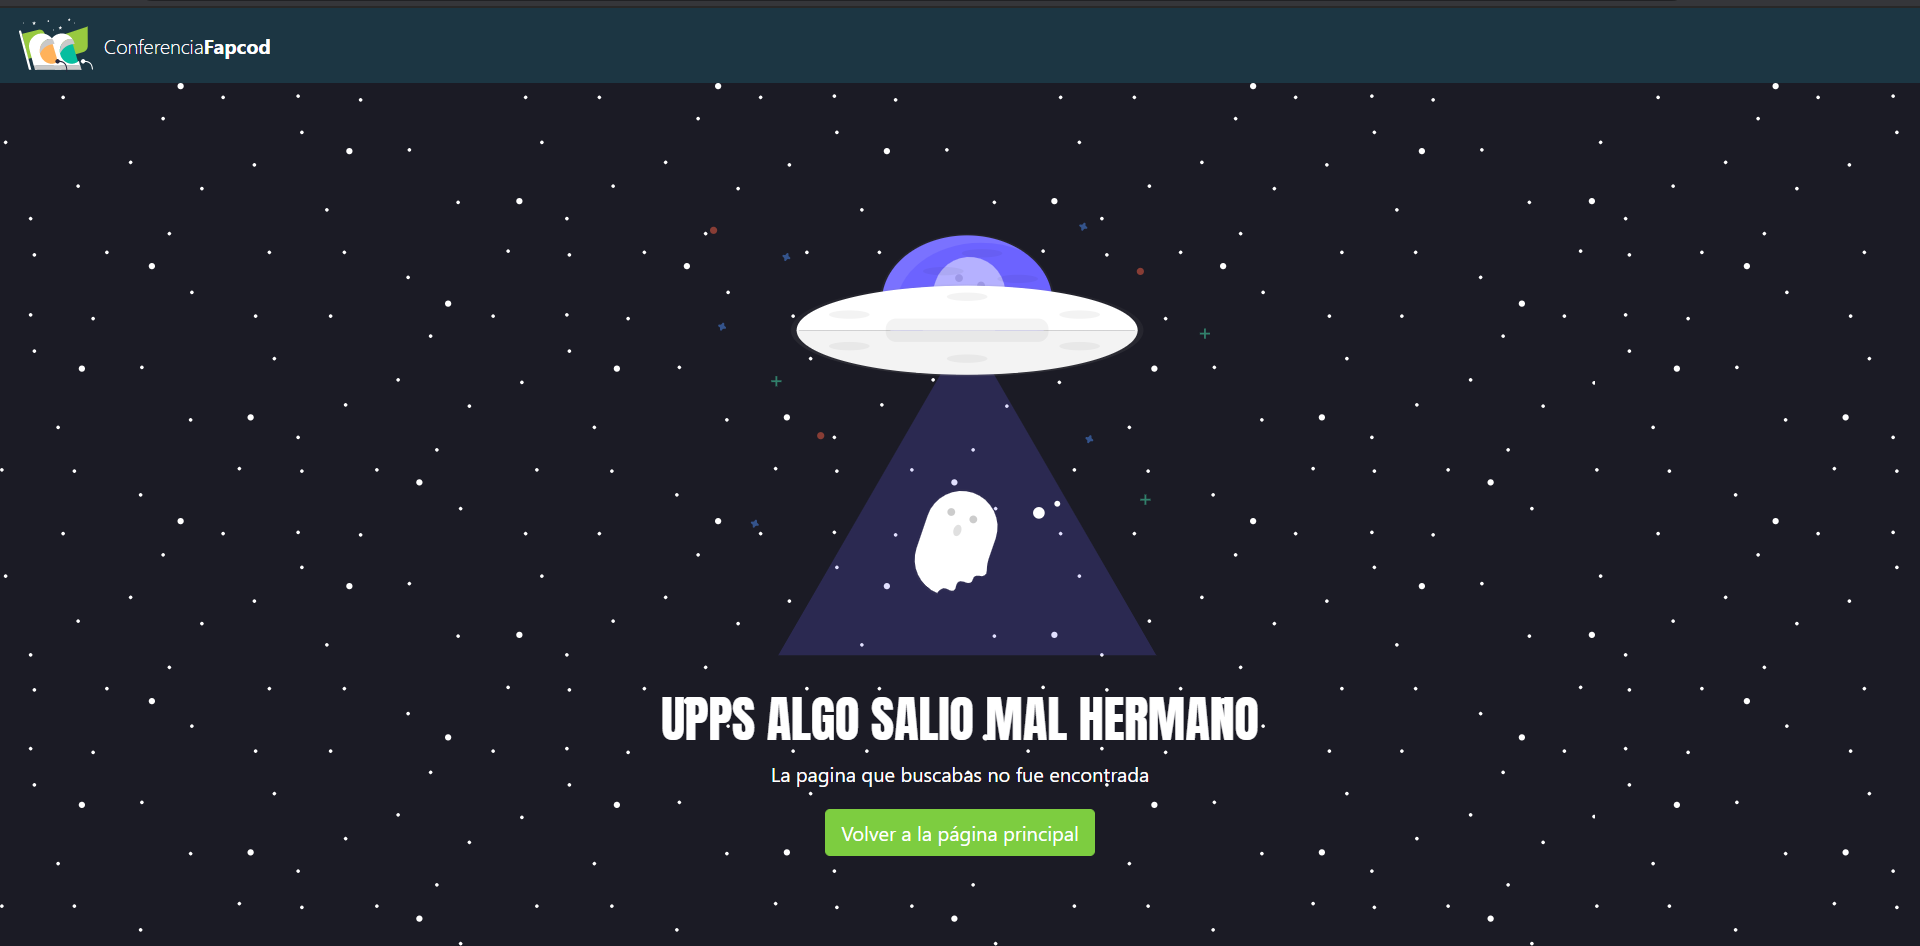 ConferenciaFapcod
UPPS ALGO SALIO MAL HERMANO
La pagina que buscabas no fue encontrada
Volver a la página principal